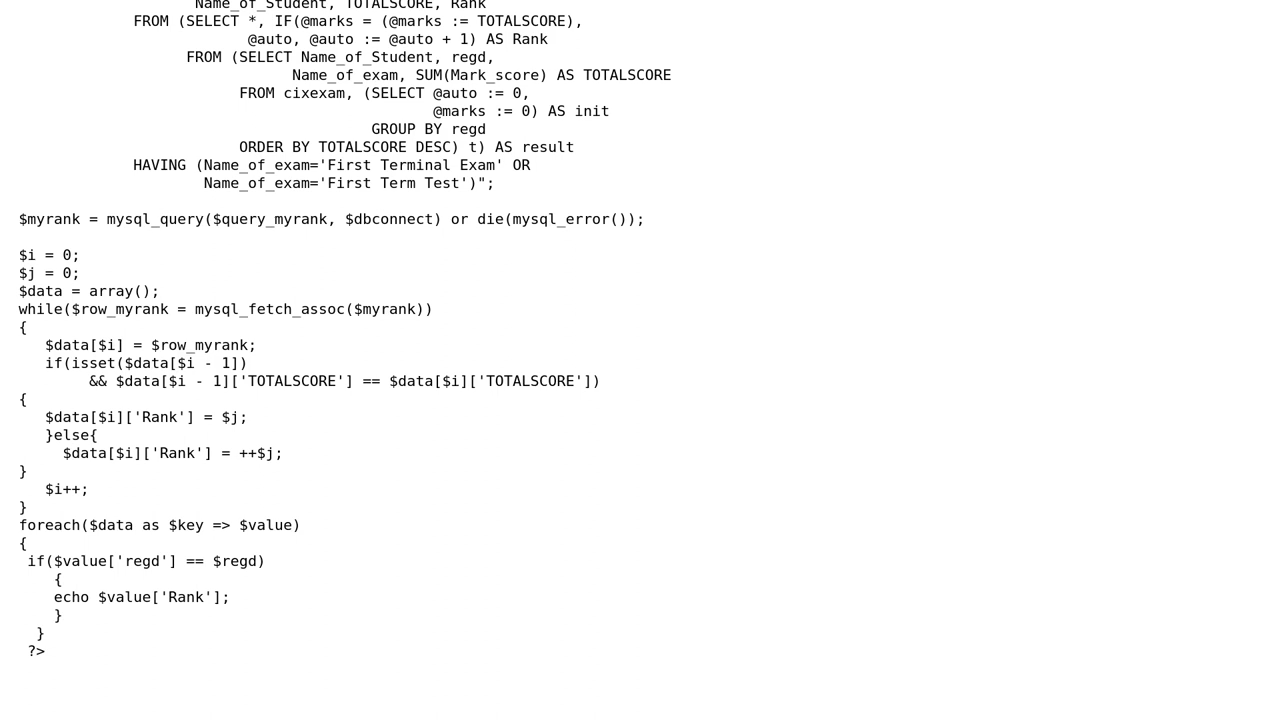 Name_of_Student, TOTALSCORE, Rank
FROM (SELECT *, IF(@marks = (@marks := TOTALSCORE),
@auto, @auto := @auto + 1) AS Rank
FROM (SELECT Name_of_Student, regd,
Name_of_exam, SUM(Mark_score) AS TOTALSCORE
FROM cixexam, (SELECT @auto := 0,
@marks := 0) AS init
GROUP BY regd
ORDER BY TOTALSCORE DESC) t) AS result
HAVING (Name_of_exam='First Terminal Exam' OR
Name_of_exam='First Term Test')";
$myrank = mysql_query($query_myrank, $dbconnect) or die(mysql_error());
$i = 0;
$j = 0;
$data = array();
while($row_myrank = mysql_fetch_assoc($myrank))
{
$data[$i] = $row_myrank;
if(isset($data[$i - 1])
&& $data[$i - 1]['TOTALSCORE'] == $data[$i]['TOTALSCORE'])
{
$data[$i]['Rank'] = $j;
}else{
$data[$i]['Rank'] = ++$j;
}
$i++;
}
foreach($data as $key => $value)
{
if($value['regd'] == $regd)
{
echo $value['Rank'];
}
}
?>